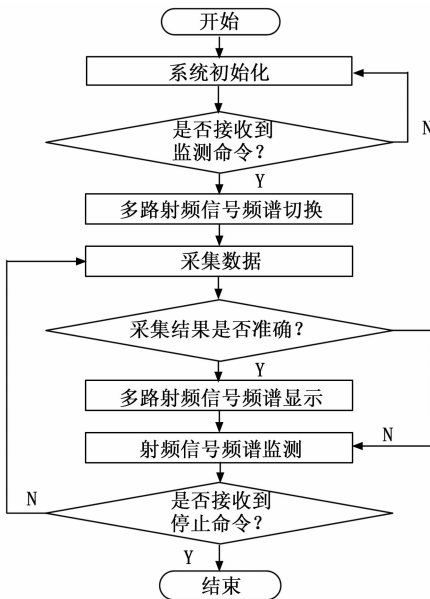 开始
系统初始化
N
是否接收到
监测命令？
Y
多路射频信号频谱切换
采集数据
采集结果是否准确？
Y
多路射频信号频谱显示
N
射频信号频谱监测
N
是否接收到
停止命令？
Y
结束